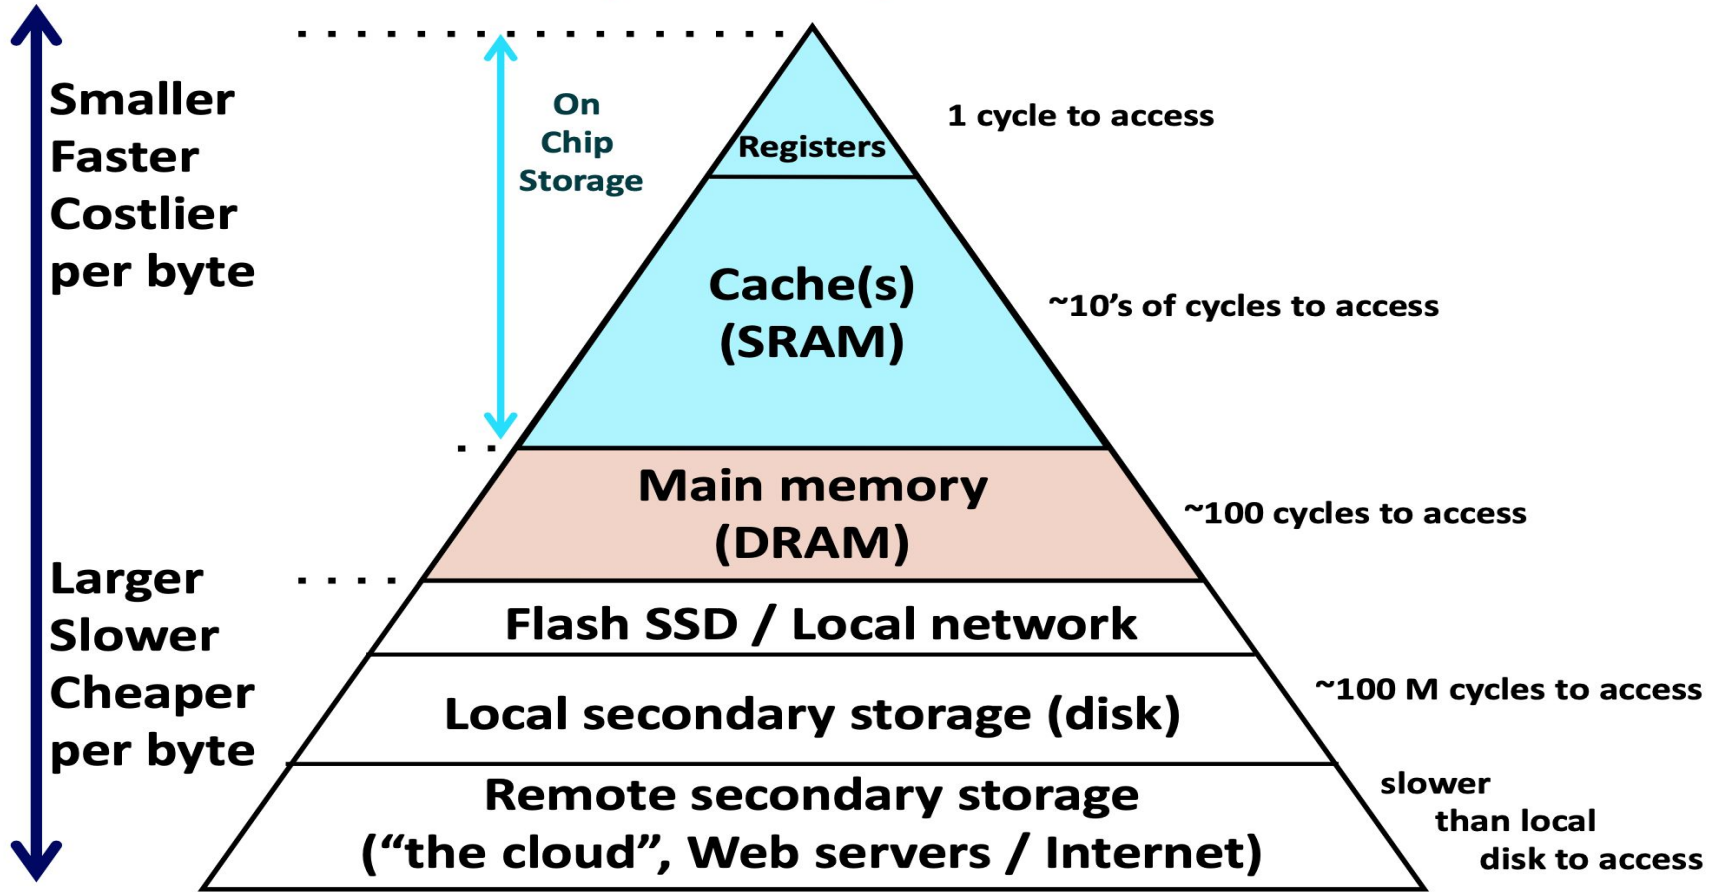 Smaller
Faster
Costlier
per byte
On
Chip
Storage
Registers
1 cycle to access
Cache(s)
(SRAM)
~10’s of cycles to access
Main memory
(DRAM)
~100 cycles to access
Larger
Slower
Cheaper
per byte
Flash SSD / Local network
Local secondary storage (disk)
~100 M cycles to access
Remote secondary storage
(“the cloud”, Web servers / Internet)
slower
than local
disk to access